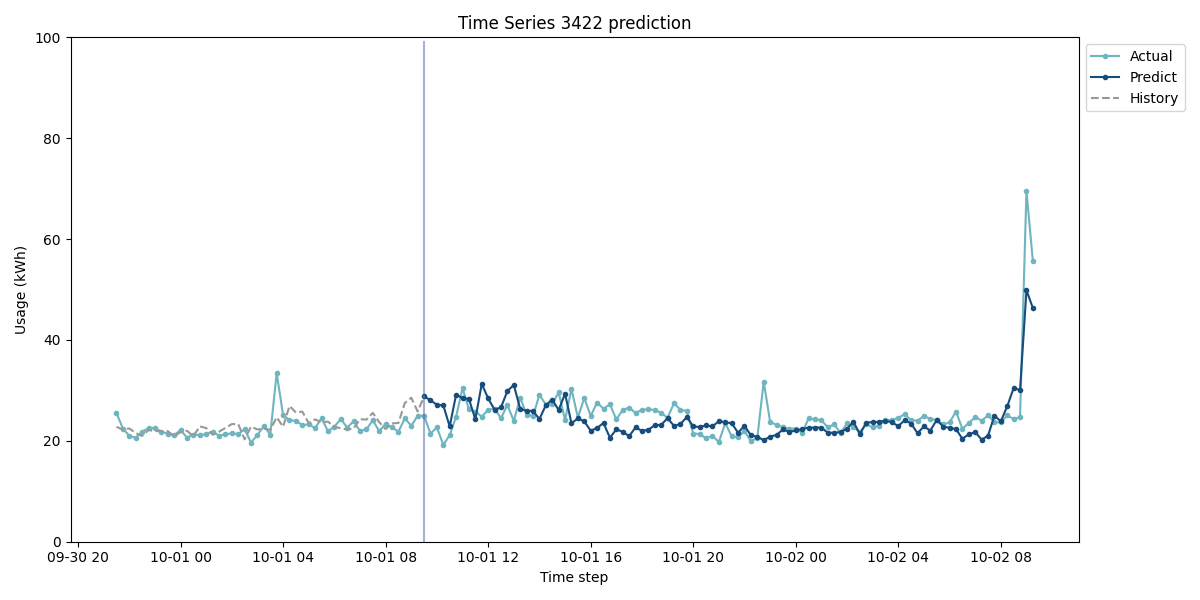 Time Series 3422 prediction
100
80
60
40
20
0
Usage (kWh)
09-30 20
10-01 00
10-01 04
10-01 08
10-01 12
10-01 16
10-01 20
10-02 00
10-02 04
10-02 08
Time step
Actual
Predict
History